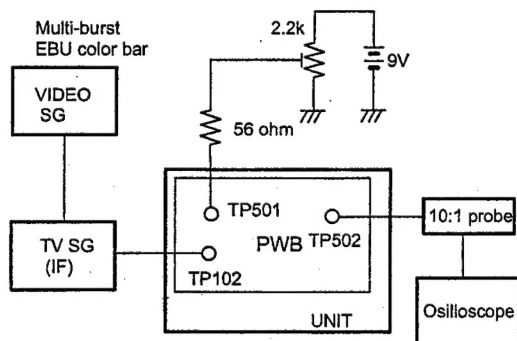 Multi-burst
EBU color bar
VIDEO
SG
2.2k
9V
56 ohm
TP501
TP502
10:1 probe
TV SG
(IF)
PWB
TP102
Osilioscope
UNIT